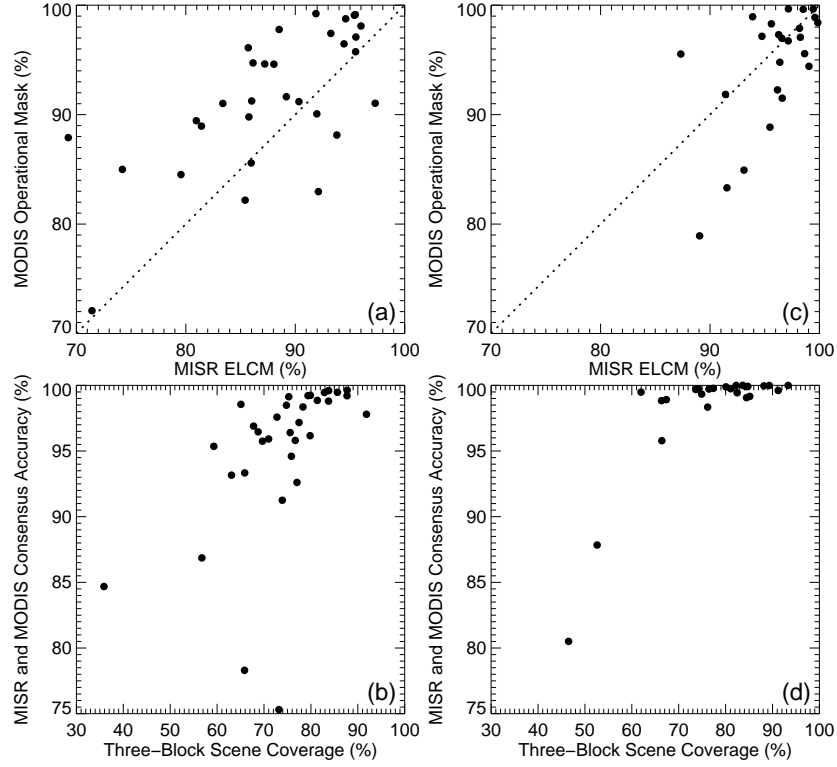 MODIS Operational Mask (%)
100
90
80
70
70 80 90 100
MISR ELCM (%)
(a)
MODIS Operational Mask (%)
100
90
80
70
70 80 90 100
MISR ELCM (%)
(c)
MISR and MODIS Consensus Accuracy (%)
100
95
90
85
80
75
30 40 50 60 70 80 90 100
Three−Block Scene Coverage (%)
(b)
MISR and MODIS Consensus Accuracy (%)
100
95
90
85
80
75
30 40 50 60 70 80 90 100
Three−Block Scene Coverage (%)
(d)